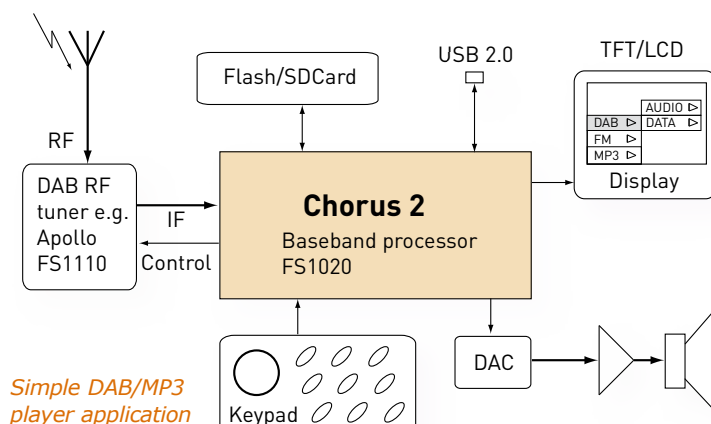 Flash/SDCard
USB 2.0
TFT/LCD
AUDIO
DAB
DATA
FM
MP3
Display
RF
DAB RF
tuner e.g.
Apollo
FS1110
IF
Control
Chorus 2
Baseband processor
FS1020
DAC
Keypad
Simple DAB/MP3
player application